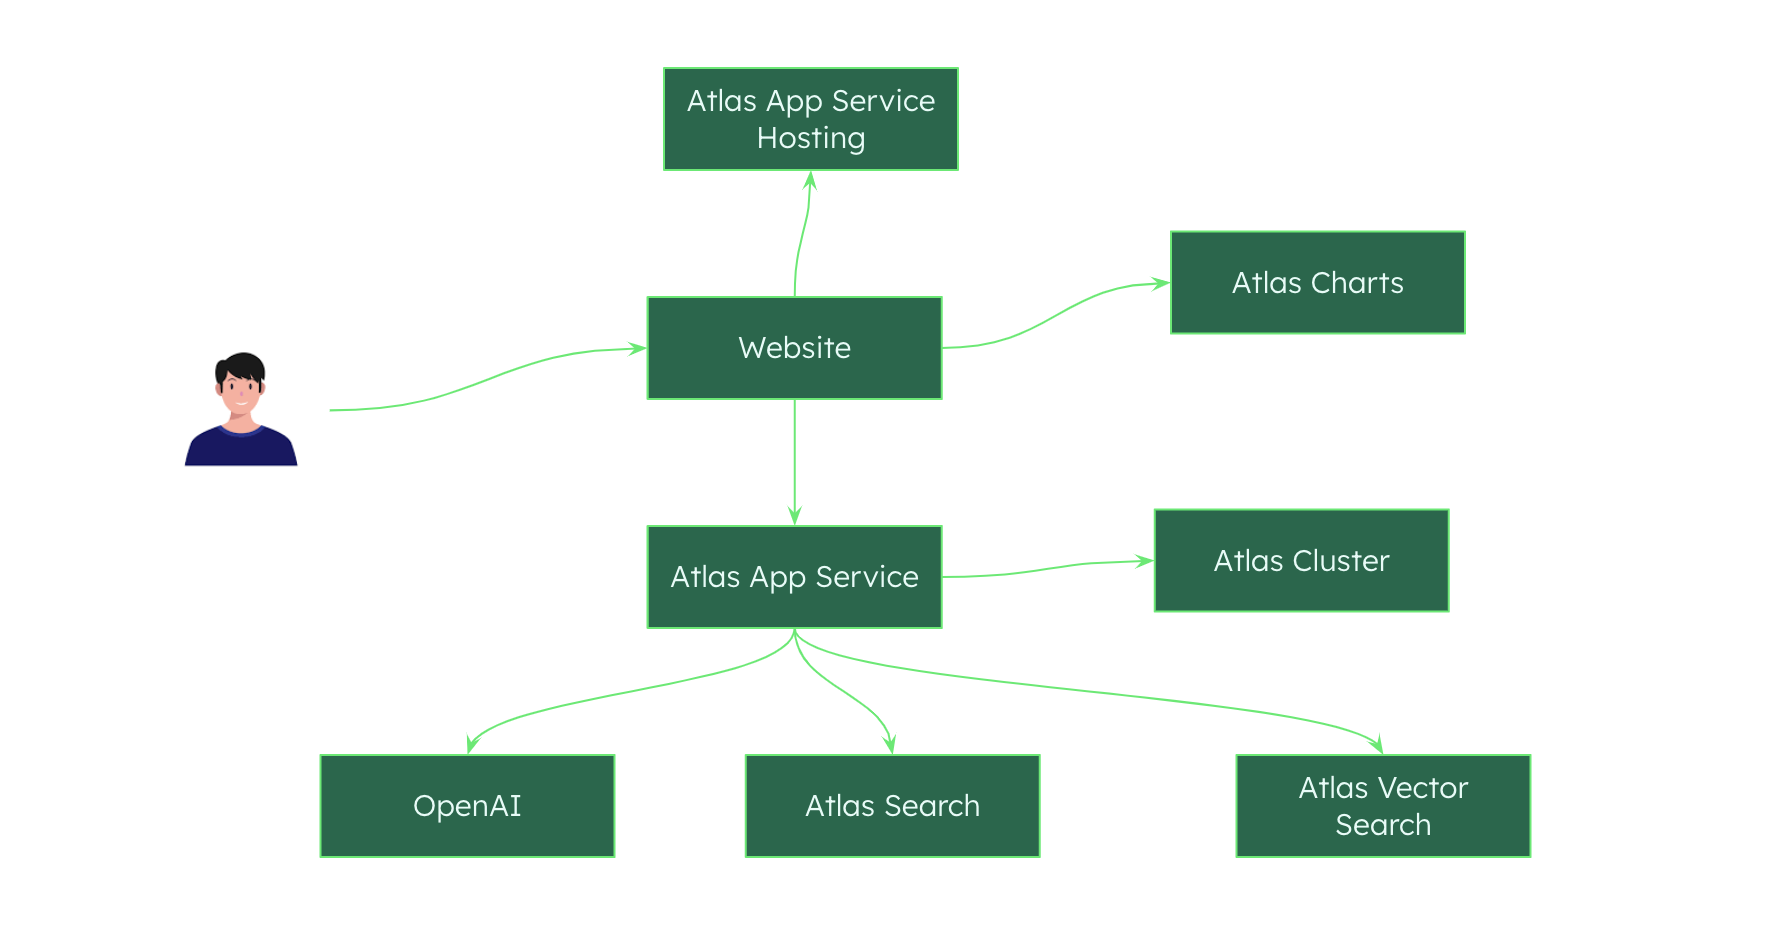 Atlas App Service
Hosting
Atlas Charts
Website
Atlas Cluster
Atlas App Service
OpenAI
Atlas Search
Atlas Vector
Search